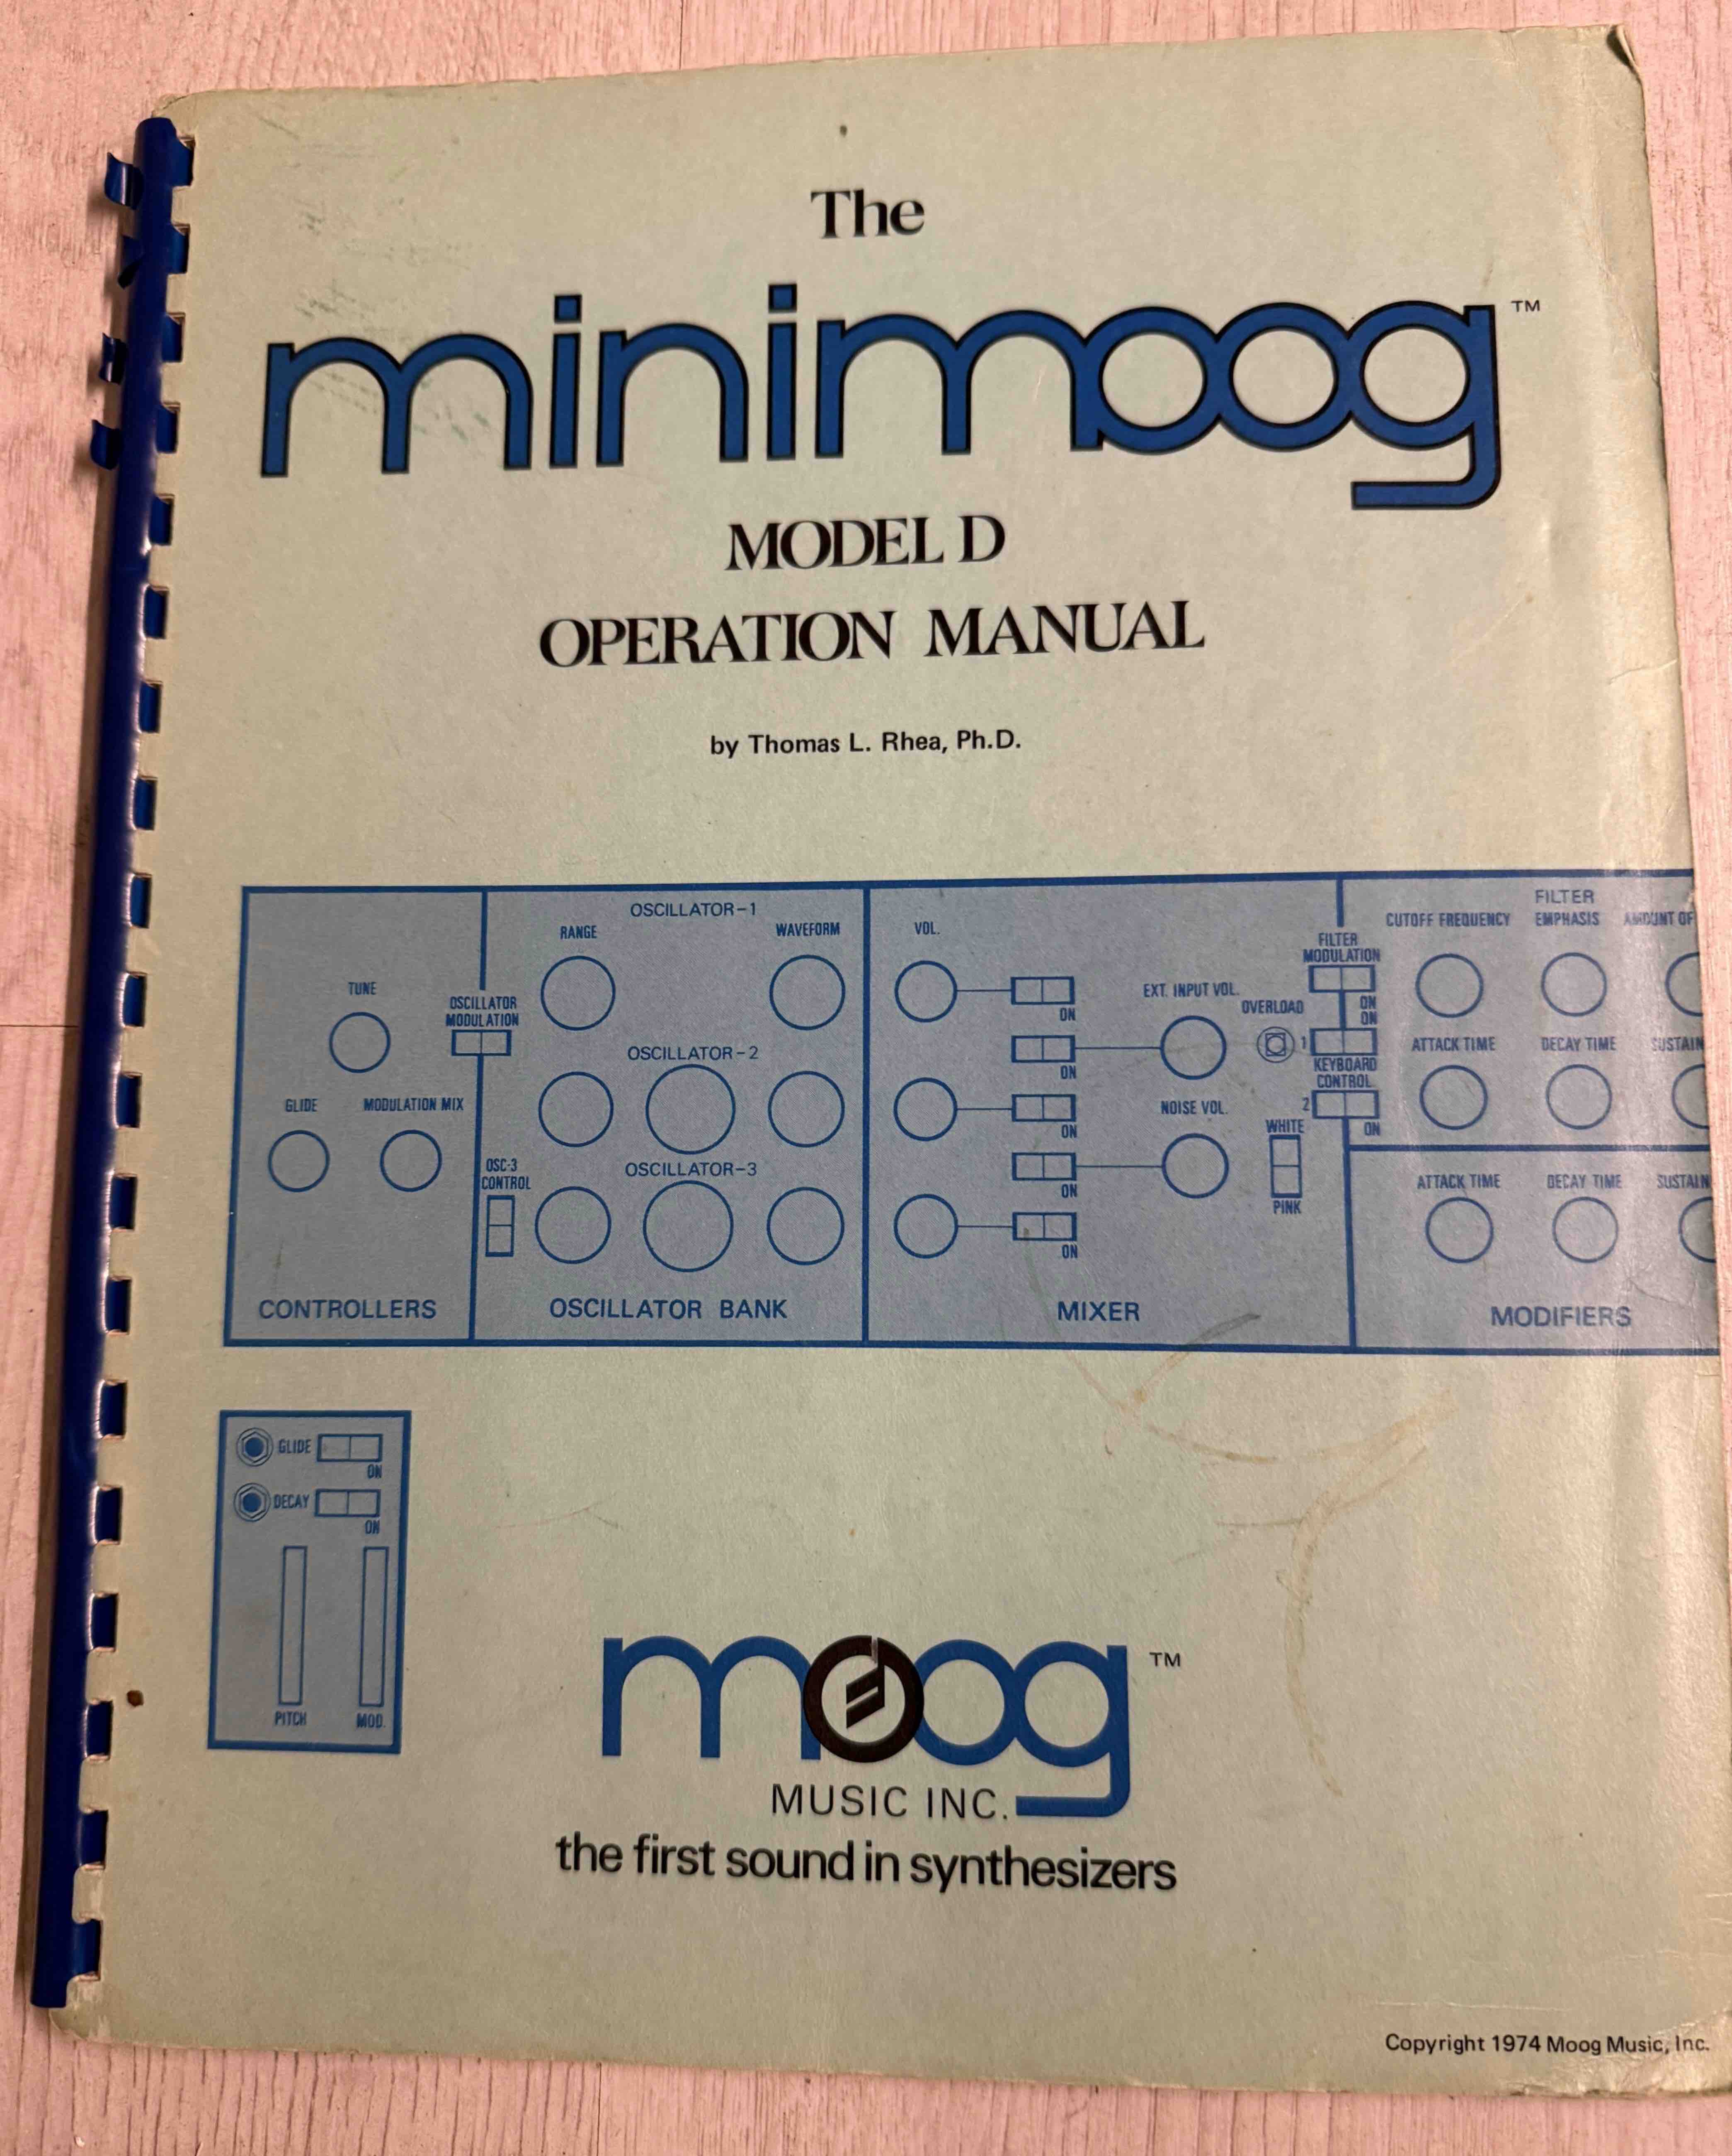 The
minimoog™
MODEL D
OPERATION MANUAL
by Thomas L. Rhea, Ph.D.
TUNE
GLIDE
MODULATION MIX
CONTROLLERS
OSCILLATOR
MODULATION
OSC-3
CONTROL
OSCILLATOR-1
RANGE
WAVEFORM
OSCILLATOR-2
OSCILLATOR-3
OSCILLATOR BANK
VOL.
ON
ON
ON
ON
ON
EXT. INPUT VOL.
OVERLOAD
NOISE VOL.
WHITE
PINK
MIXER
FILTER
MODULATION
ON
ON
1
KEYBOARD
CONTROL
2
ON
FILTER
CUTOFF FREQUENCY
EMPHASIS
AMOUNT OF
ATTACK TIME
DECAY TIME
SUSTAIN
ATTACK TIME
DECAY TIME
SUSTAIN
MODIFIERS
GLIDE
ON
DECAY
ON
PITCH
MOD.
moog™
MUSIC INC.
the first sound in synthesizers
Copyright 1974 Moog Music, Inc.